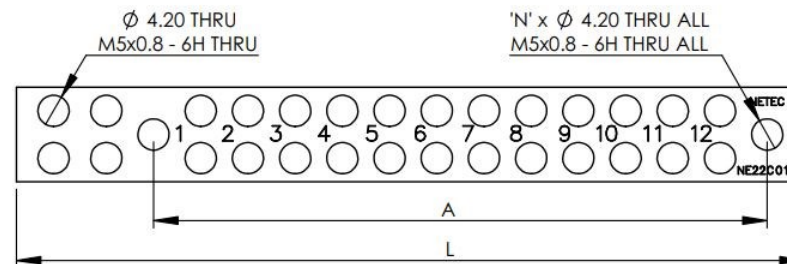 Ø 4.20 THRU
M5x0.8 - 6H THRU
'N' x Ø 4.20 THRU ALL
M5x0.8 - 6H THRU ALL
NETEC
1 2 3 4 5 6 7 8 9 10 11 12
NE22C01
A
L